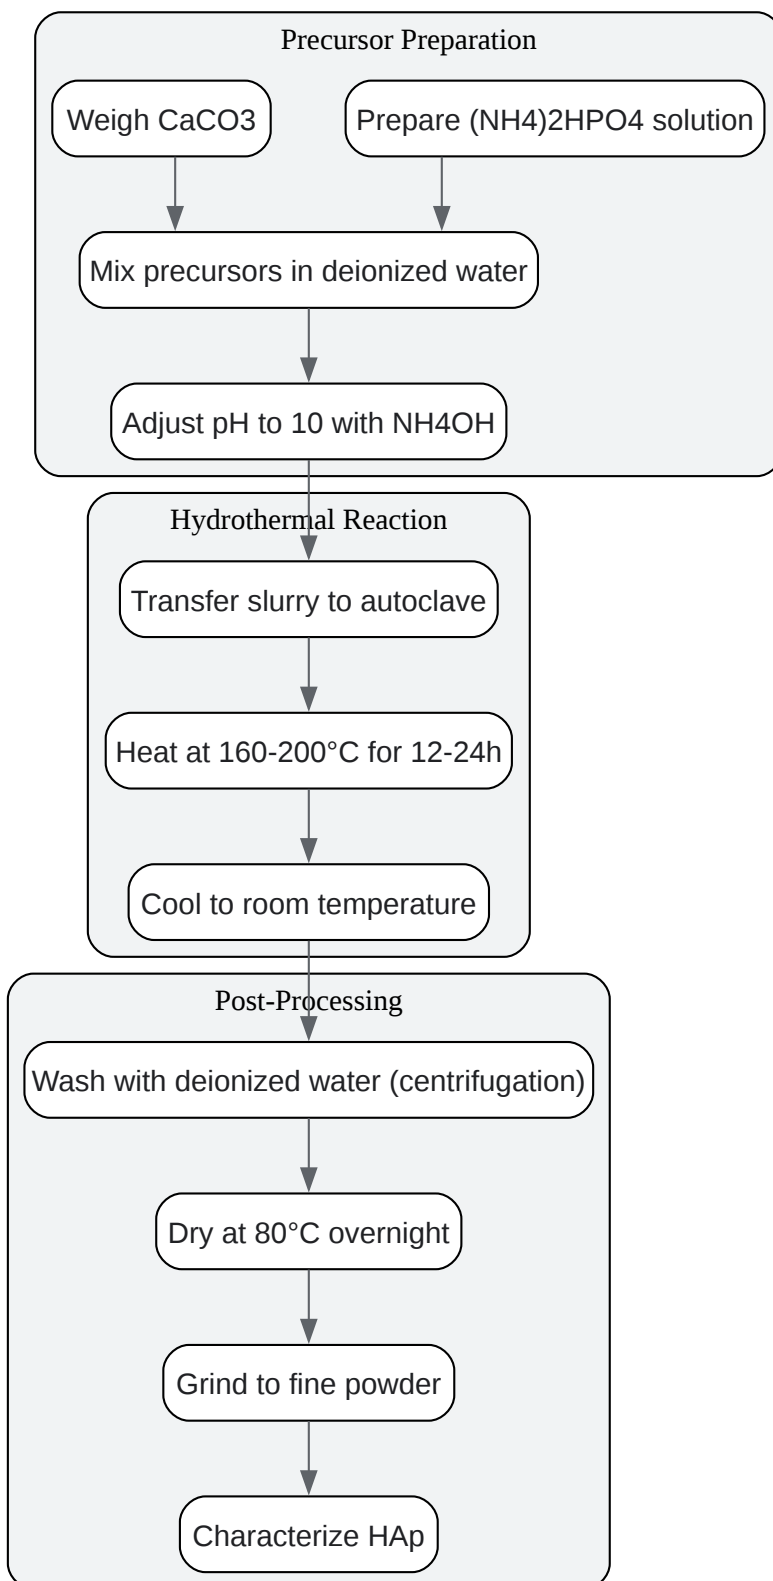 Precursor Preparation
Weigh CaCO3
Prepare (NH4)2HPO4 solution
Mix precursors in deionized water
Adjust pH to 10 with NH4OH
Hydrothermal Reaction
Transfer slurry to autoclave
Heat at 160-200°C for 12-24h
Cool to room temperature
Post-Processing
Wash with deionized water (centrifugation)
Dry at 80°C overnight
Grind to fine powder
Characterize HAp